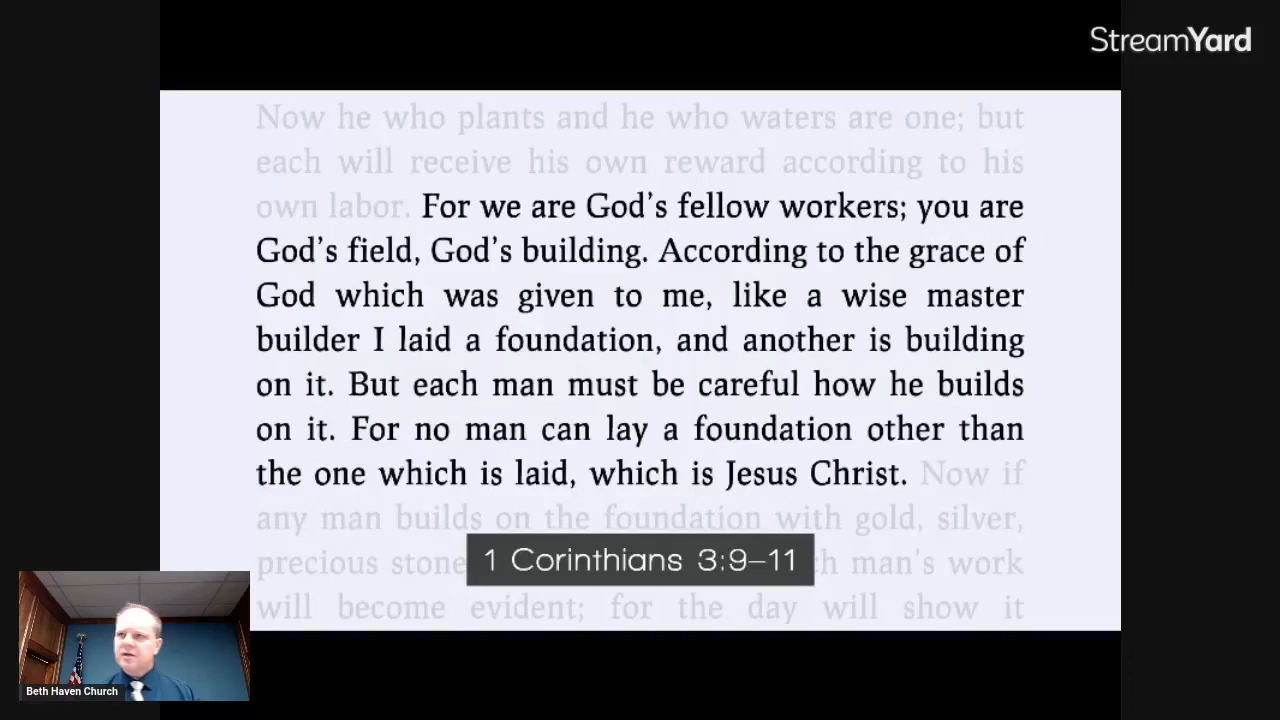 StreamYard
Now he who plants and he who waters are one; but
each will receive his own reward according to his
own labor. For we are God's fellow workers; you are
God's field, God's building. According to the grace of
God which was given to me, like a wise master
builder I laid a foundation, and another is building
on it. But each man must be careful how he builds
on it. For no man can lay a foundation other than
the one which is laid, which is Jesus Christ. Now if
any man builds on the foundation with gold, silver,
precious man's work
1 Corinthians 3:9–11
will become evident; for the day will show it
Beth Haven Church